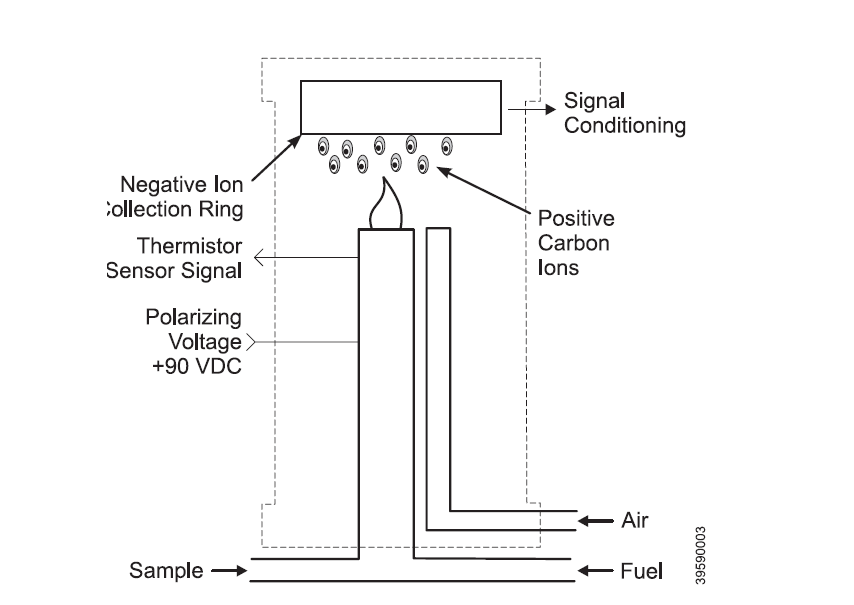 Signal
Conditioning
Negative Ion
Collection Ring
Positive
Carbon
Ions
Thermistor
Sensor Signal
Polarizing
Voltage
+90 VDC
Air
Sample
Fuel
39590003